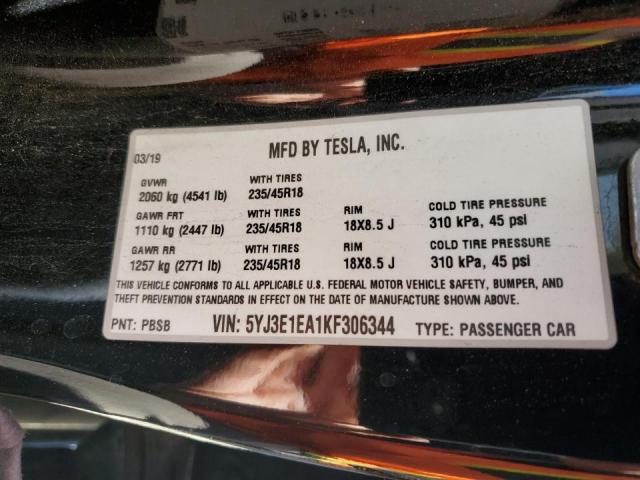 03/19 MFD BY TESLA, INC.
GVWR WITH TIRES
2060 kg (4541 lb) 235/45R18
GAWR FRT WITH TIRES RIM COLD TIRE PRESSURE
1110 kg (2447 lb) 235/45R18 18X8.5 J 310 kPa, 45 psi
GAWR RR WITH TIRES RIM COLD TIRE PRESSURE
1257 kg (2771 lb) 235/45R18 18X8.5 J 310 kPa, 45 psi
THIS VEHICLE CONFORMS TO ALL APPLICABLE U.S. FEDERAL MOTOR VEHICLE SAFETY, BUMPER, AND
THEFT PREVENTION STANDARDS IN EFFECT ON THE DATE OF MANUFACTURE SHOWN ABOVE.
PNT: PBSB VIN: 5YJ3E1EA1KF306344 TYPE: PASSENGER CAR